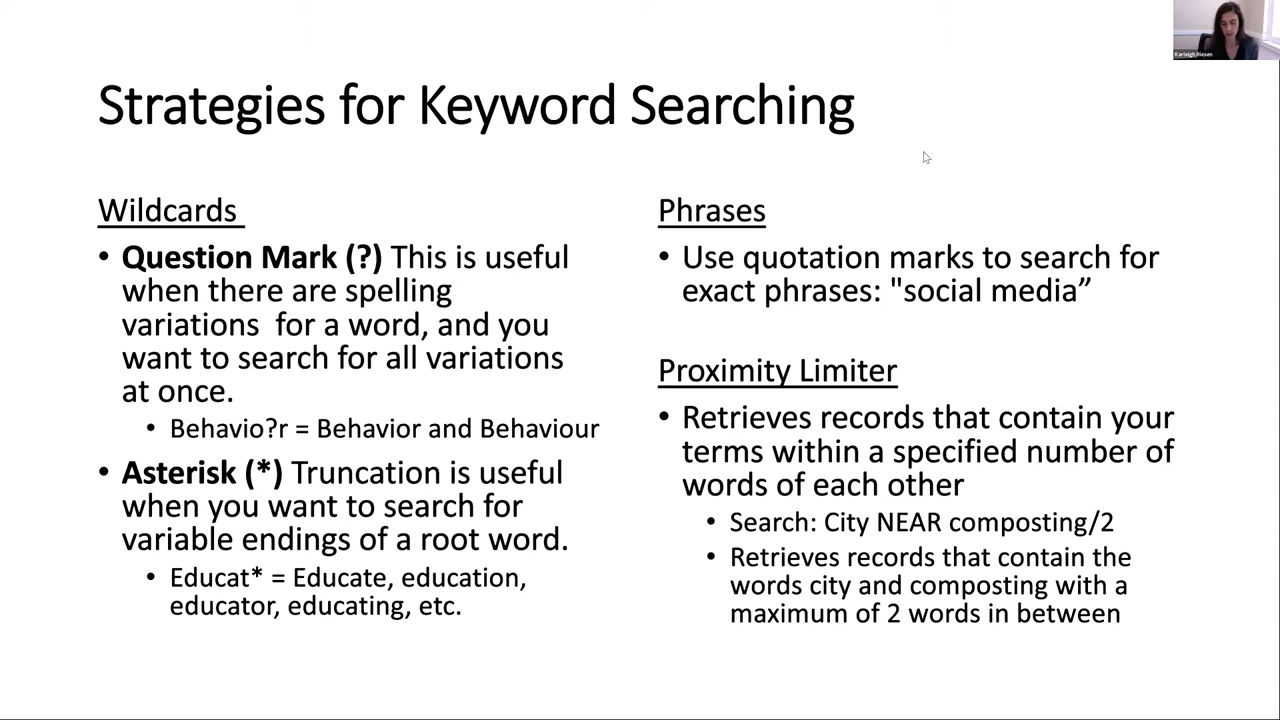 Karleigh Riesen
Strategies for Keyword Searching
Wildcards
• Question Mark (?) This is useful
when there are spelling
variations  for a word, and you
want to search for all variations
at once.
• Behavio?r = Behavior and Behaviour
• Asterisk (*) Truncation is useful
when you want to search for
variable endings of a root word.
• Educat* = Educate, education,
educator, educating, etc.
Phrases
• Use quotation marks to search for
exact phrases: "social media”
Proximity Limiter
• Retrieves records that contain your
terms within a specified number of
words of each other
• Search: City NEAR composting/2
• Retrieves records that contain the
words city and composting with a
maximum of 2 words in between